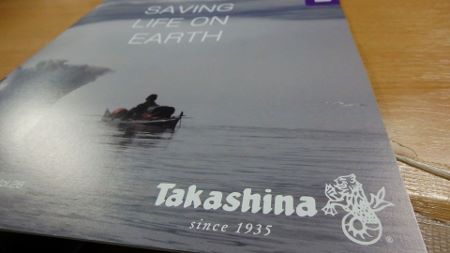 SAVING
LIFE ON
EARTH
Takashina
since 1935
®